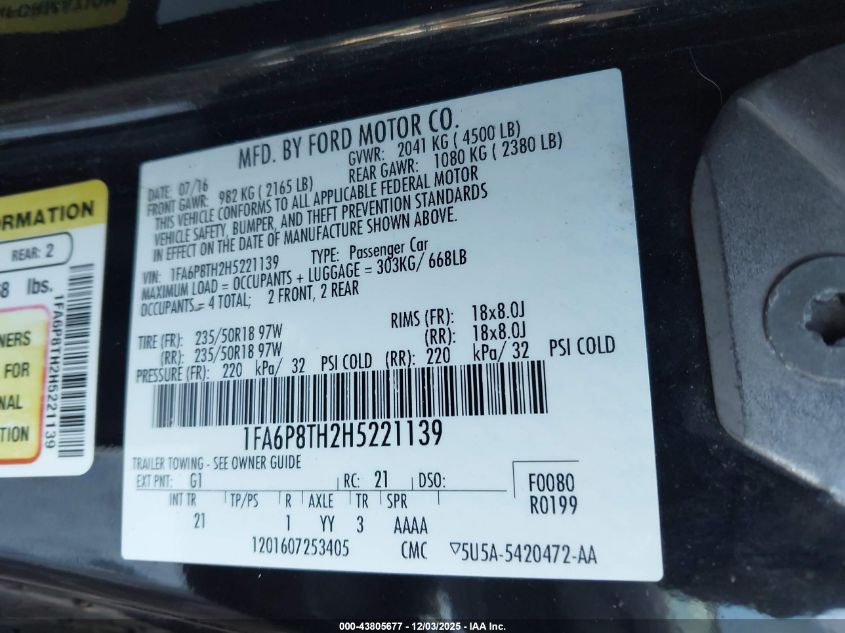 MFD. BY FORD MOTOR CO.
DATE: 07/16 GVWR: 2041 KG ( 4500 LB)
FRONT GAWR: 982 KG ( 2165 LB) REAR GAWR: 1080 KG ( 2380 LB)
THIS VEHICLE CONFORMS TO ALL APPLICABLE FEDERAL MOTOR
VEHICLE SAFETY, BUMPER, AND THEFT PREVENTION STANDARDS
IN EFFECT ON THE DATE OF MANUFACTURE SHOWN ABOVE.
VIN: 1FA6P8TH2H5221139 TYPE: Passenger Car
MAXIMUM LOAD = OCCUPANTS + LUGGAGE = 303KG/ 668LB
OCCUPANTS = 4 TOTAL; 2 FRONT, 2 REAR
TIRE (FR): 235/50R18 97W RIMS (FR): 18x8.0J
(RR): 235/50R18 97W (RR): 18x8.0J
PRESSURE (FR): 220 kPa/ 32 PSI COLD (RR): 220 kPa/ 32 PSI COLD
1FA6P8TH2H5221139
TRAILER TOWING - SEE OWNER GUIDE
EXT PNT: G1 RC: 21 DSO: F0080
R0199
INT TR TP/PS R AXLE TR SPR
21 1 YY 3 AAAA
1201607253405 CMC ▽5U5A-5420472-AA
ORMATION
REAR: 2
8 lbs.
NERS
FOR
NAL
TION
1FA6P8TH2H5221139
000-43805677 - 12/03/2025 - IAA Inc.